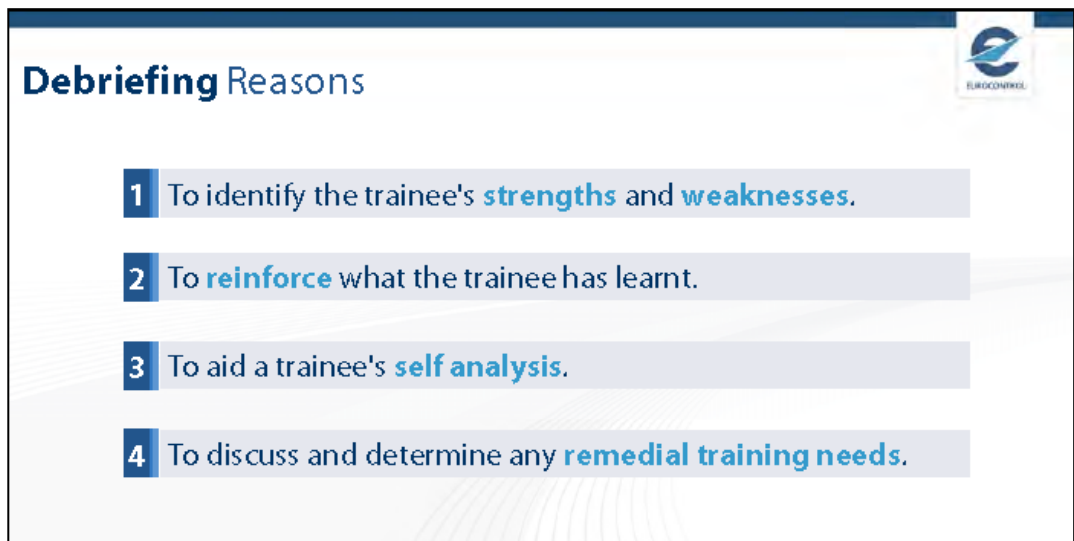 Debriefing Reasons
EUROCONTROL
1 To identify the trainee's strengths and weaknesses.
2 To reinforce what the trainee has learnt.
3 To aid a trainee's self analysis.
4 To discuss and determine any remedial training needs.